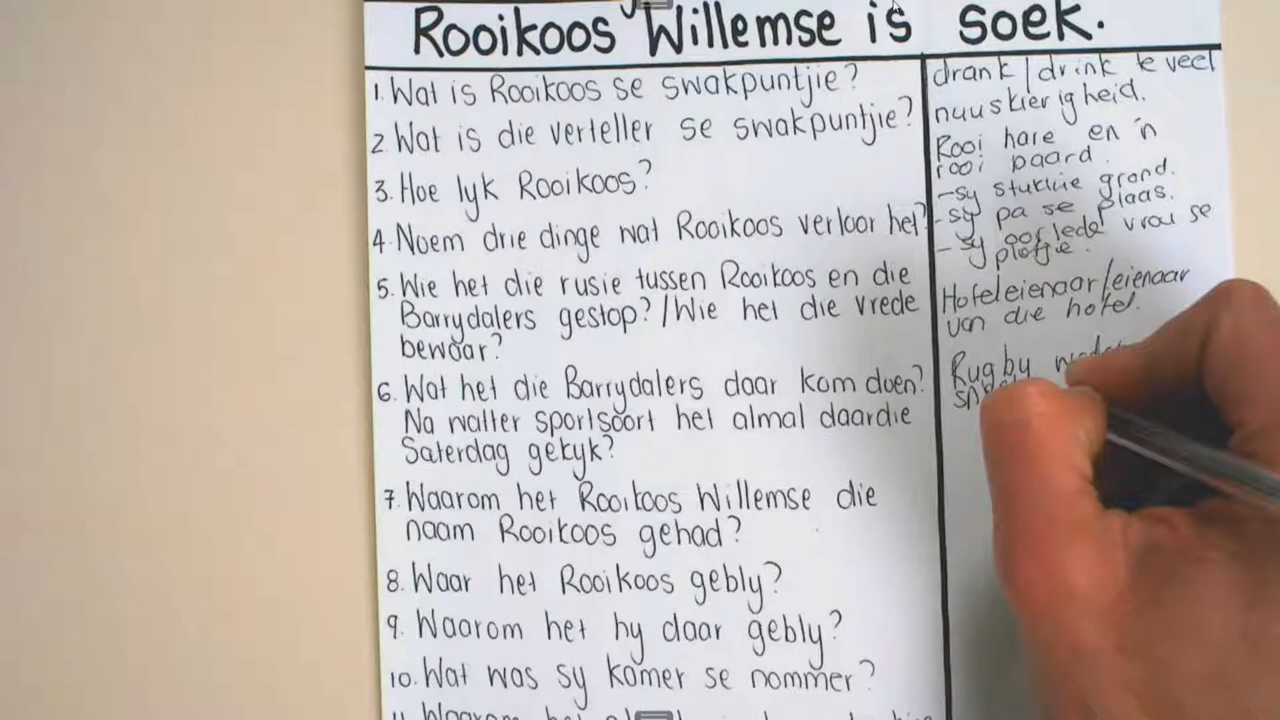 Rooikoos Willemse is soek.
1. Wat is Rooikoos se swakpuntjie?
drank / drink te veel
2. Wat is die verteller se swakpuntjie?
nuuskierigheid.
3. Hoe lyk Rooikoos?
Rooi hare en 'n
rooi baard.
4. Noem drie dinge wat Rooikoos verloor het?
- sy stukkie grond.
- sy pa se plaas.
- sy oorlede vrou se
plotjie.
5. Wie het die rusie tussen Rooikoos en die
Barrydalers gestop? / Wie het die vrede
bewaar?
Hoteleienaar/eienaar
van die hotel.
6. Wat het die Barrydalers daar kom doen?
Na watter sportsoort het almal daardie
Saterdag gekyk?
Rugby
7. Waarom het Rooikoos Willemse die
naam Rooikoos gehad?
8. Waar het Rooikoos gebly?
9. Waarom het hy daar gebly?
10. Wat was sy kamer se nommer?
11. Waarom het